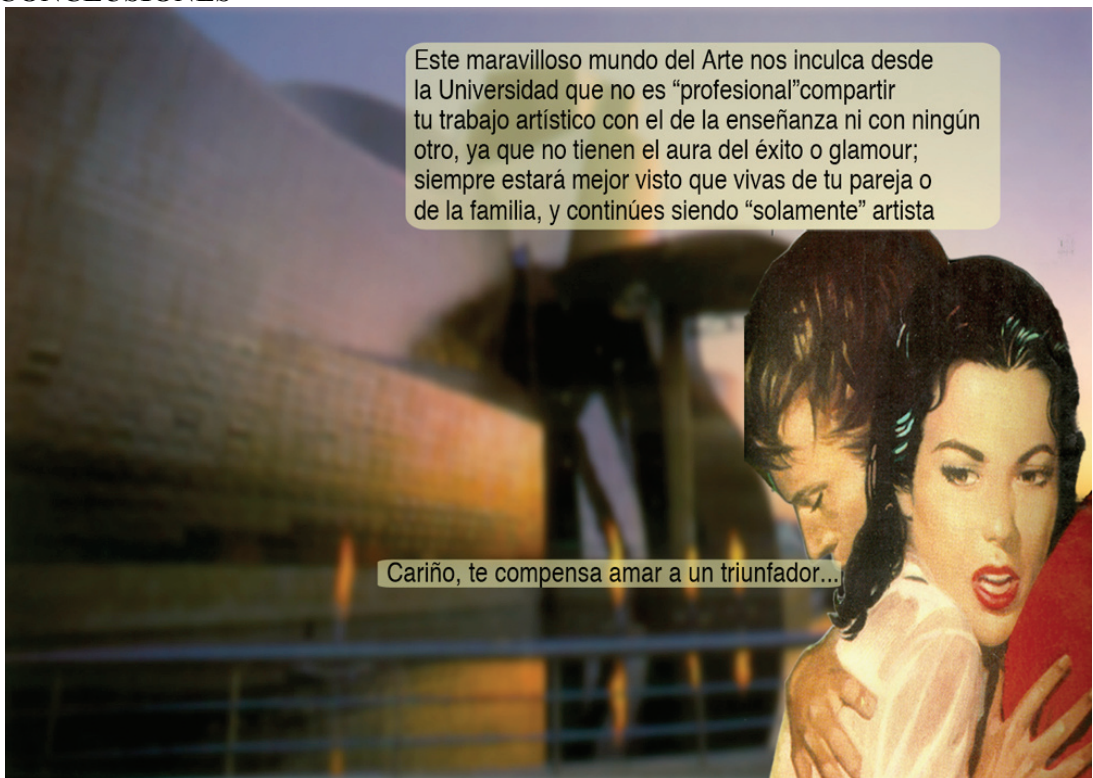 CONCLUSIONES
Este maravilloso mundo del Arte nos inculca desde
la Universidad que no es “profesional”compartir
tu trabajo artístico con el de la enseñanza ni con ningún
otro, ya que no tienen el aura del éxito o glamour;
siempre estará mejor visto que vivas de tu pareja o
de la familia, y continúes siendo “solamente” artista
Cariño, te compensa amar a un triunfador...